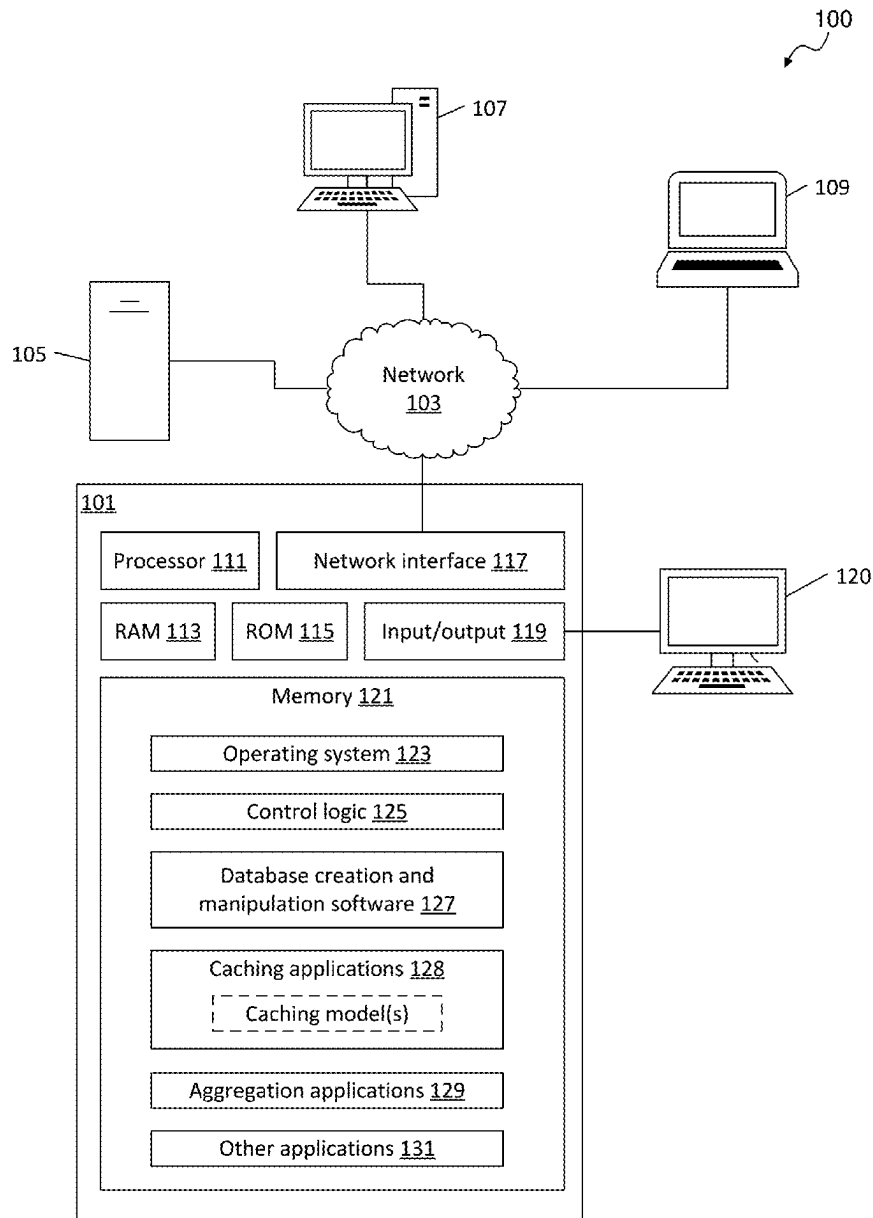 100
107
109
105
Network
103
101
Processor 111
Network interface 117
120
RAM 113
ROM 115
Input/output 119
Memory 121
Operating system 123
Control logic 125
Database creation and
manipulation software 127
Caching applications 128
Caching model(s)
Aggregation applications 129
Other applications 131